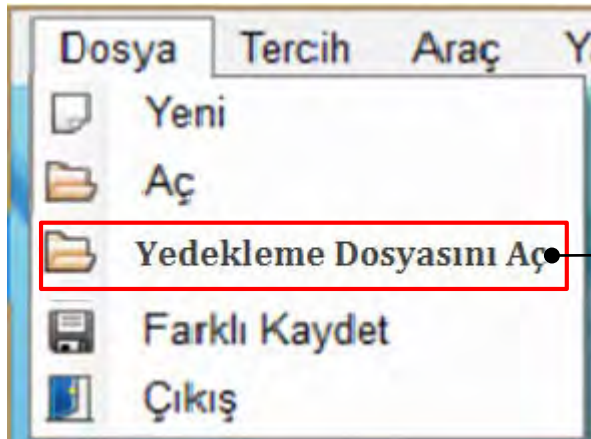 Dosya Tercih Araç
Yeni
Aç
Yedekleme Dosyasını Aç
Farklı Kaydet
Çıkış